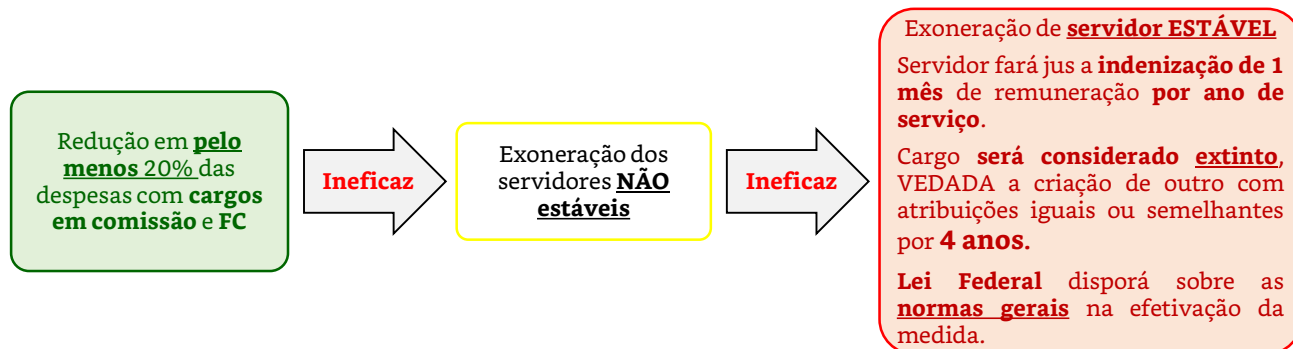 Redução em pelo
menos 20% das
despesas com cargos
em comissão e FC
Ineficaz
Exoneração dos
servidores NÃO
estáveis
Ineficaz
Exoneração de servidor ESTÁVEL
Servidor fará jus a indenização de 1
mês de remuneração por ano de
serviço.
Cargo será considerado extinto,
VEDADA a criação de outro com
atribuições iguais ou semelhantes
por 4 anos.
Lei Federal disporá sobre as
normas gerais na efetivação da
medida.